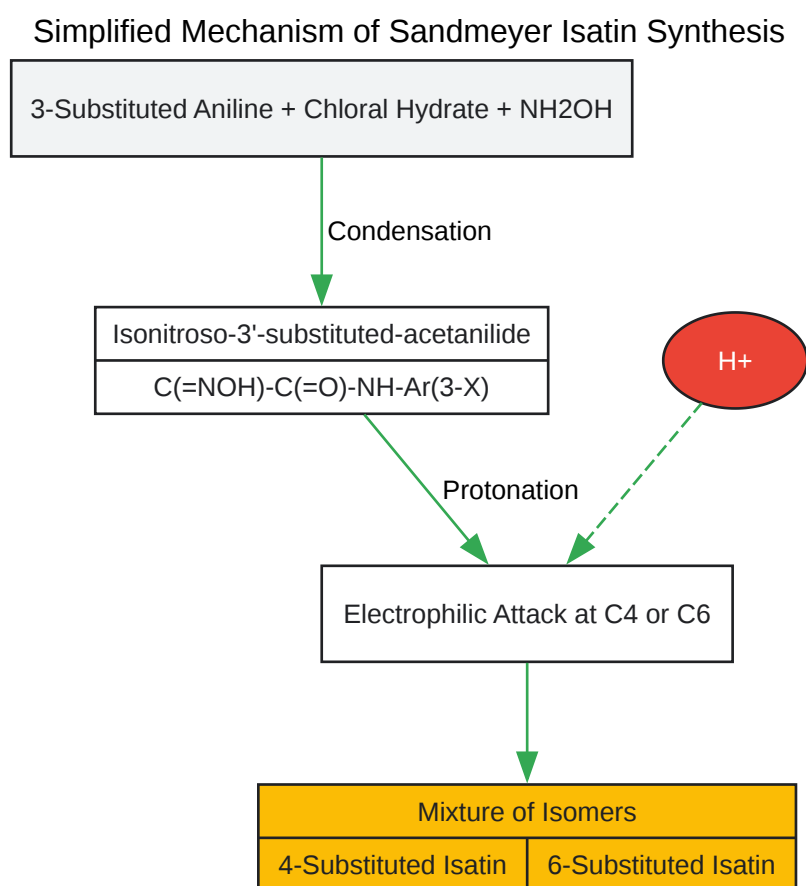 Simplified Mechanism of Sandmeyer Isatin Synthesis
3-Substituted Aniline + Chloral Hydrate + NH2OH
Condensation
Isonitroso-3'-substituted-acetanilide
C(=NOH)-C(=O)-NH-Ar(3-X)
H+
Protonation
Electrophilic Attack at C4 or C6
Mixture of Isomers
4-Substituted Isatin
6-Substituted Isatin